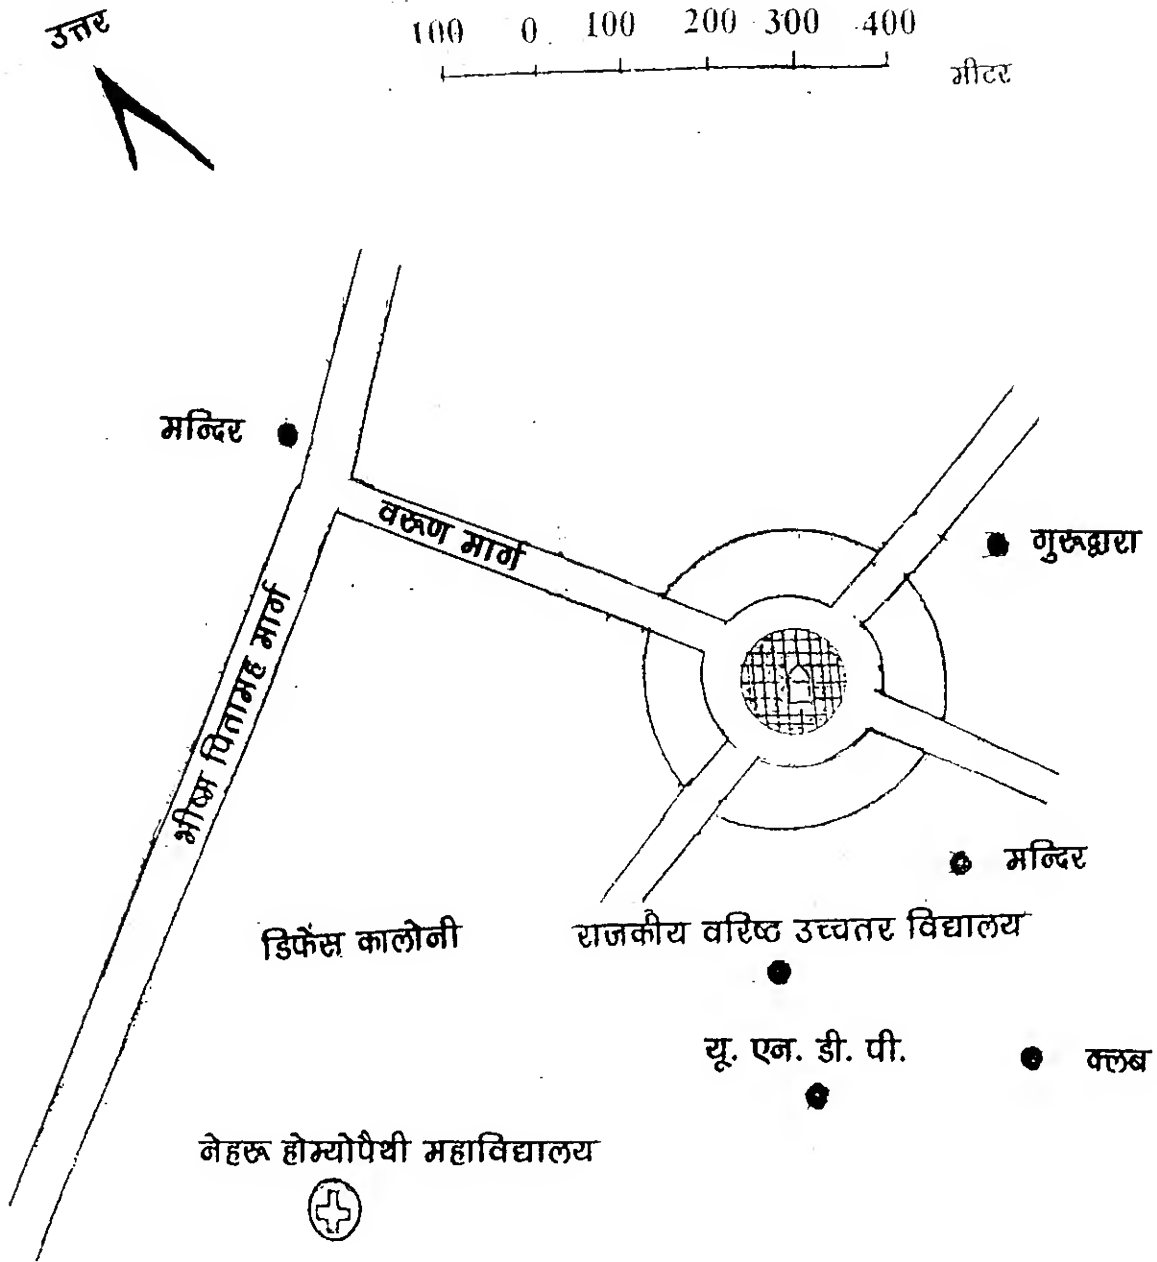 उत्तर
100 0 100 200 300 400
मीटर
मन्दिर
वरूण मार्ग
गुरूद्वारा
भीष्म पितामह मार्ग
मन्दिर
राजकीय वरिष्ट उच्चतर विद्यालय
डिफेंस कालोनी
यू. एन. डी. पी.
क्लब
नेहरू होम्योपैथी महाविद्यालय